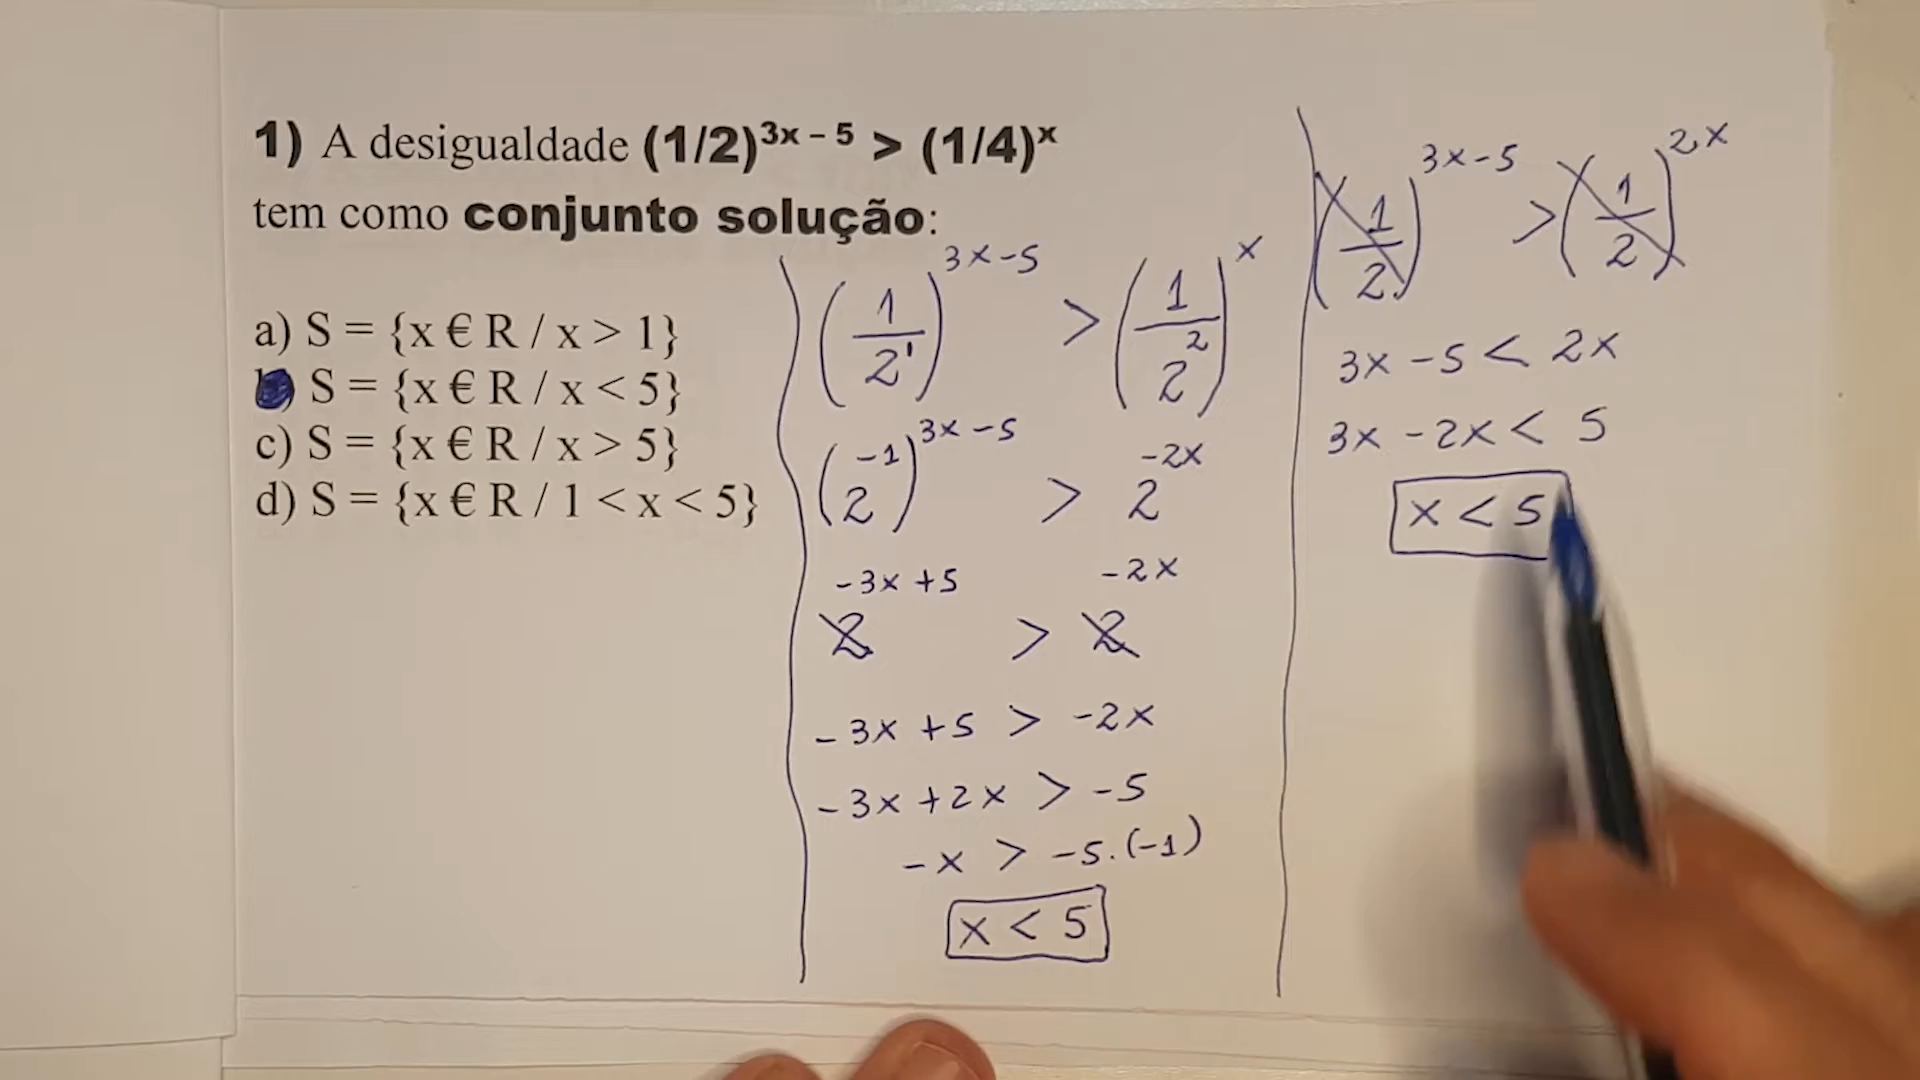 1) A desigualdade (1/2)^3x – 5 > (1/4)^x
tem como conjunto solução:
a) S = {x € R / x > 1}
b) S = {x € R / x < 5}
c) S = {x € R / x > 5}
d) S = {x € R / 1 < x < 5}
(1/2^1)^3x-5 > (1/2^2)^x
(2^-1)^3x-5 > 2^-2x
2^-3x+5 > 2^-2x
-3x+5 > -2x
-3x+2x > -5
-x > -5.(-1)
x < 5
(1/2)^3x-5 > (1/2)^2x
3x-5 < 2x
3x-2x < 5
x < 5